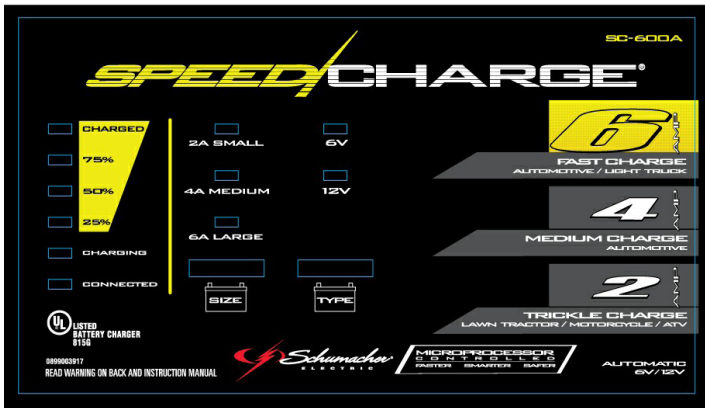 SC-600A
SPEED CHARGE®
CHARGED
75%
50%
25%
CHARGING
CONNECTED
2A SMALL
4A MEDIUM
6A LARGE
6V
12V
SIZE
TYPE
6 AMP
FAST CHARGE
AUTOMOTIVE / LIGHT TRUCK
4 AMP
MEDIUM CHARGE
AUTOMOTIVE
2 AMP
TRICKLE CHARGE
LAWN TRACTOR / MOTORCYCLE / ATV
UL
LISTED
BATTERY CHARGER
815G
0899003917
READ WARNING ON BACK AND INSTRUCTION MANUAL
Schumacher
ELECTRIC
MICROPROCESSOR
CONTROLLED
FASTER SMARTER SAFER
AUTOMATIC
6V/12V